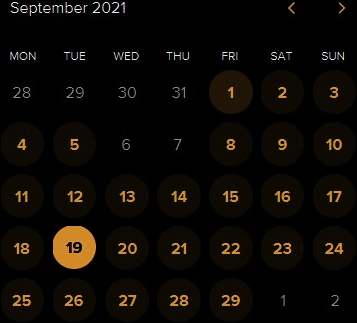 September 2021
MON TUE WED THU FRI SAT SUN
28 29 30 31 1 2 3
4 5 6 7 8 9 10
11 12 13 14 15 16 17
18 19 20 21 22 23 24
25 26 27 28 29 1 2